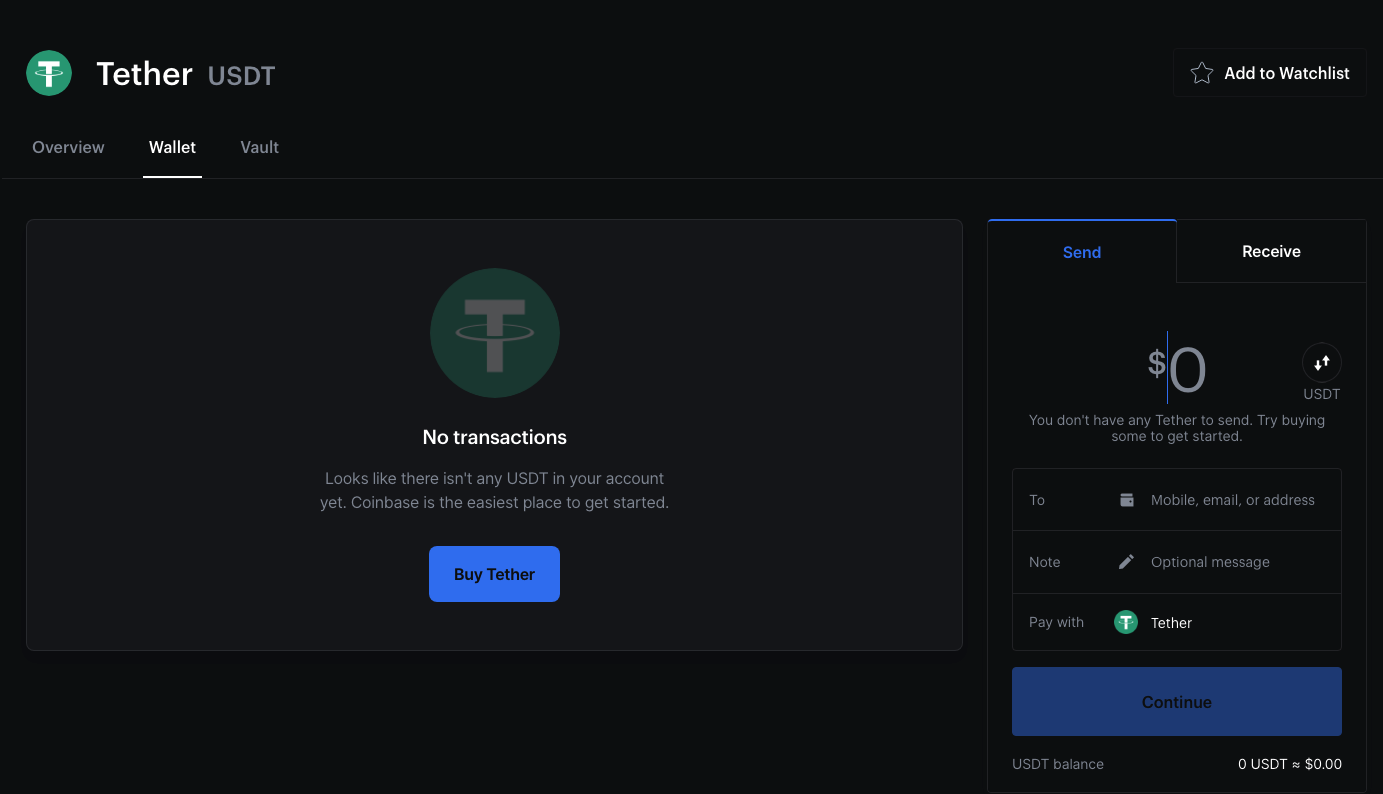 Tether USDT
Add to Watchlist
Overview
Wallet
Vault
No transactions
Looks like there isn't any USDT in your account
yet. Coinbase is the easiest place to get started.
Buy Tether
Send
Receive
$0
USDT
You don't have any Tether to send. Try buying
some to get started.
To
Mobile, email, or address
Note
Optional message
Pay with
Tether
Continue
USDT balance
0 USDT ≈ $0.00